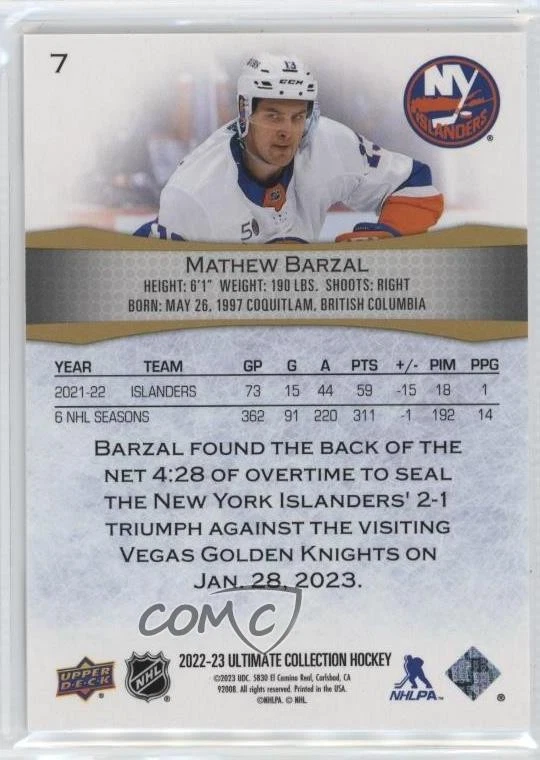 7
13
CCM
NY
ISLANDERS
®
MATHEW BARZAL
HEIGHT: 6'1" WEIGHT: 190 LBS. SHOOTS: RIGHT
BORN: MAY 26, 1997 COQUITLAM, BRITISH COLUMBIA
YEAR TEAM GP G A PTS +/- PIM PPG
2021-22 ISLANDERS 73 15 44 59 -15 18 1
6 NHL SEASONS 362 91 220 311 -1 192 14
BARZAL FOUND THE BACK OF THE
NET 4:28 OF OVERTIME TO SEAL
THE NEW YORK ISLANDERS' 2-1
TRIUMPH AGAINST THE VISITING
VEGAS GOLDEN KNIGHTS ON
JAN. 28, 2023.
COMC
2022-23 ULTIMATE COLLECTION HOCKEY
©2023 UDC. 5830 El Camino Real, Carlsbad, CA
92008. All rights reserved. Printed in the USA.
©NHLPA. © NHL.
UPPER
DECK
®
NHL
®
NHLPA
®